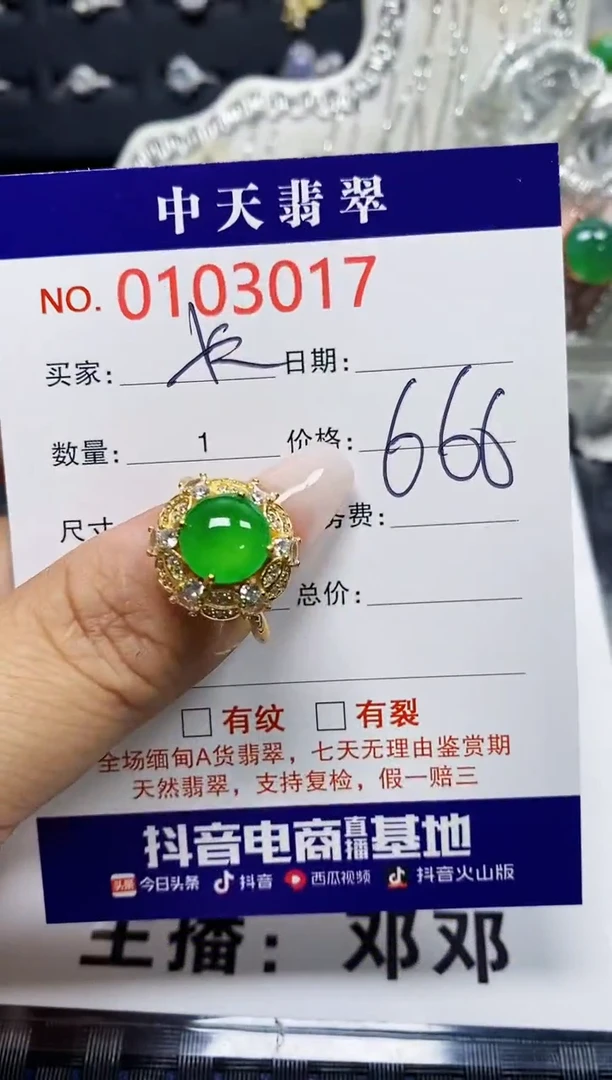 中天翡翠
NO. 0103017
买家: 日期:
数量: 1 价格: 666
尺寸 务费:
总价:
□ 有纹 □ 有裂
全场缅甸A货翡翠，七天无理由鉴赏期
天然翡翠，支持复检，假一赔三
抖音电商直播基地
头条 今日头条 抖音 西瓜视频 抖音火山版
主播：邓邓